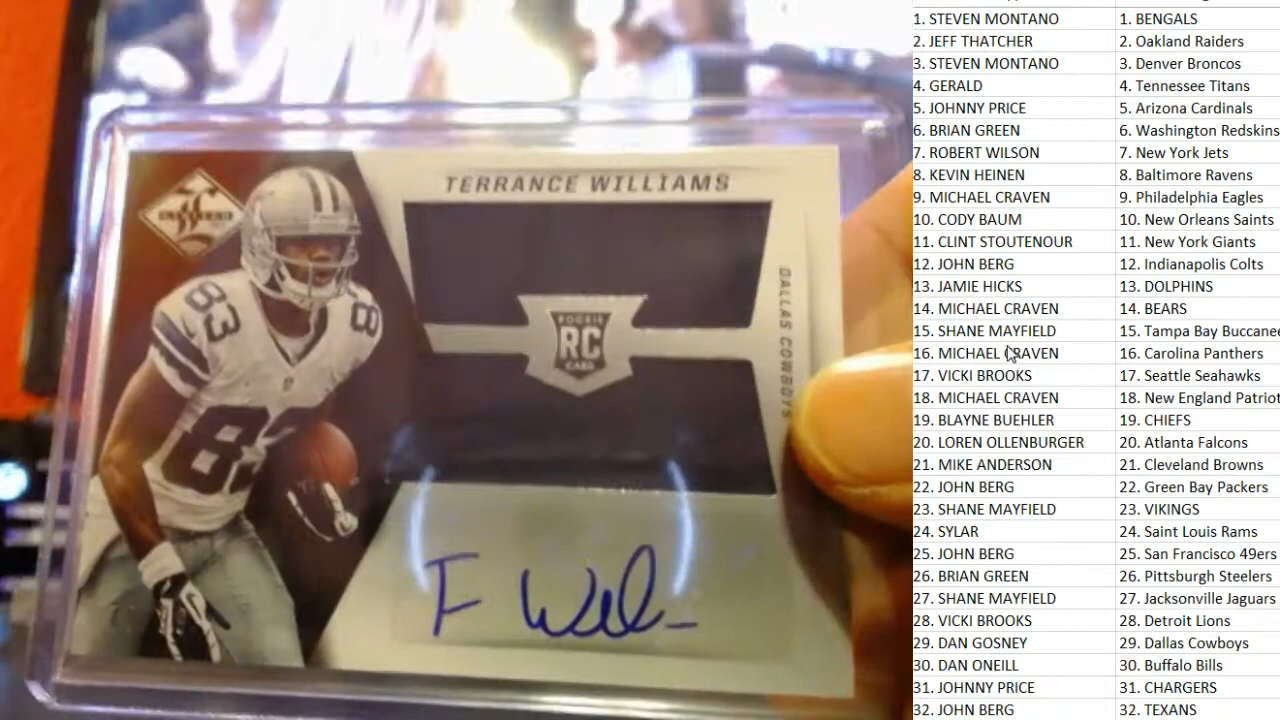 TERRANCE WILLIAMS
LIMITED
83
8
83
ROOKIE
RC
CARD
DALLAS COWBOYS
1. STEVEN MONTANO 1. BENGALS
2. JEFF THATCHER 2. Oakland Raiders
3. STEVEN MONTANO 3. Denver Broncos
4. GERALD 4. Tennessee Titans
5. JOHNNY PRICE 5. Arizona Cardinals
6. BRIAN GREEN 6. Washington Redskins
7. ROBERT WILSON 7. New York Jets
8. KEVIN HEINEN 8. Baltimore Ravens
9. MICHAEL CRAVEN 9. Philadelphia Eagles
10. CODY BAUM 10. New Orleans Saints
11. CLINT STOUTENOUR 11. New York Giants
12. JOHN BERG 12. Indianapolis Colts
13. JAMIE HICKS 13. DOLPHINS
14. MICHAEL CRAVEN 14. BEARS
15. SHANE MAYFIELD 15. Tampa Bay Buccanee
16. MICHAEL CRAVEN 16. Carolina Panthers
17. VICKI BROOKS 17. Seattle Seahawks
18. MICHAEL CRAVEN 18. New England Patriot
19. BLAYNE BUEHLER 19. CHIEFS
20. LOREN OLLENBURGER 20. Atlanta Falcons
21. MIKE ANDERSON 21. Cleveland Browns
22. JOHN BERG 22. Green Bay Packers
23. SHANE MAYFIELD 23. VIKINGS
24. SYLAR 24. Saint Louis Rams
25. JOHN BERG 25. San Francisco 49ers
26. BRIAN GREEN 26. Pittsburgh Steelers
27. SHANE MAYFIELD 27. Jacksonville Jaguars
28. VICKI BROOKS 28. Detroit Lions
29. DAN GOSNEY 29. Dallas Cowboys
30. DAN ONEILL 30. Buffalo Bills
31. JOHNNY PRICE 31. CHARGERS
32. JOHN BERG 32. TEXANS